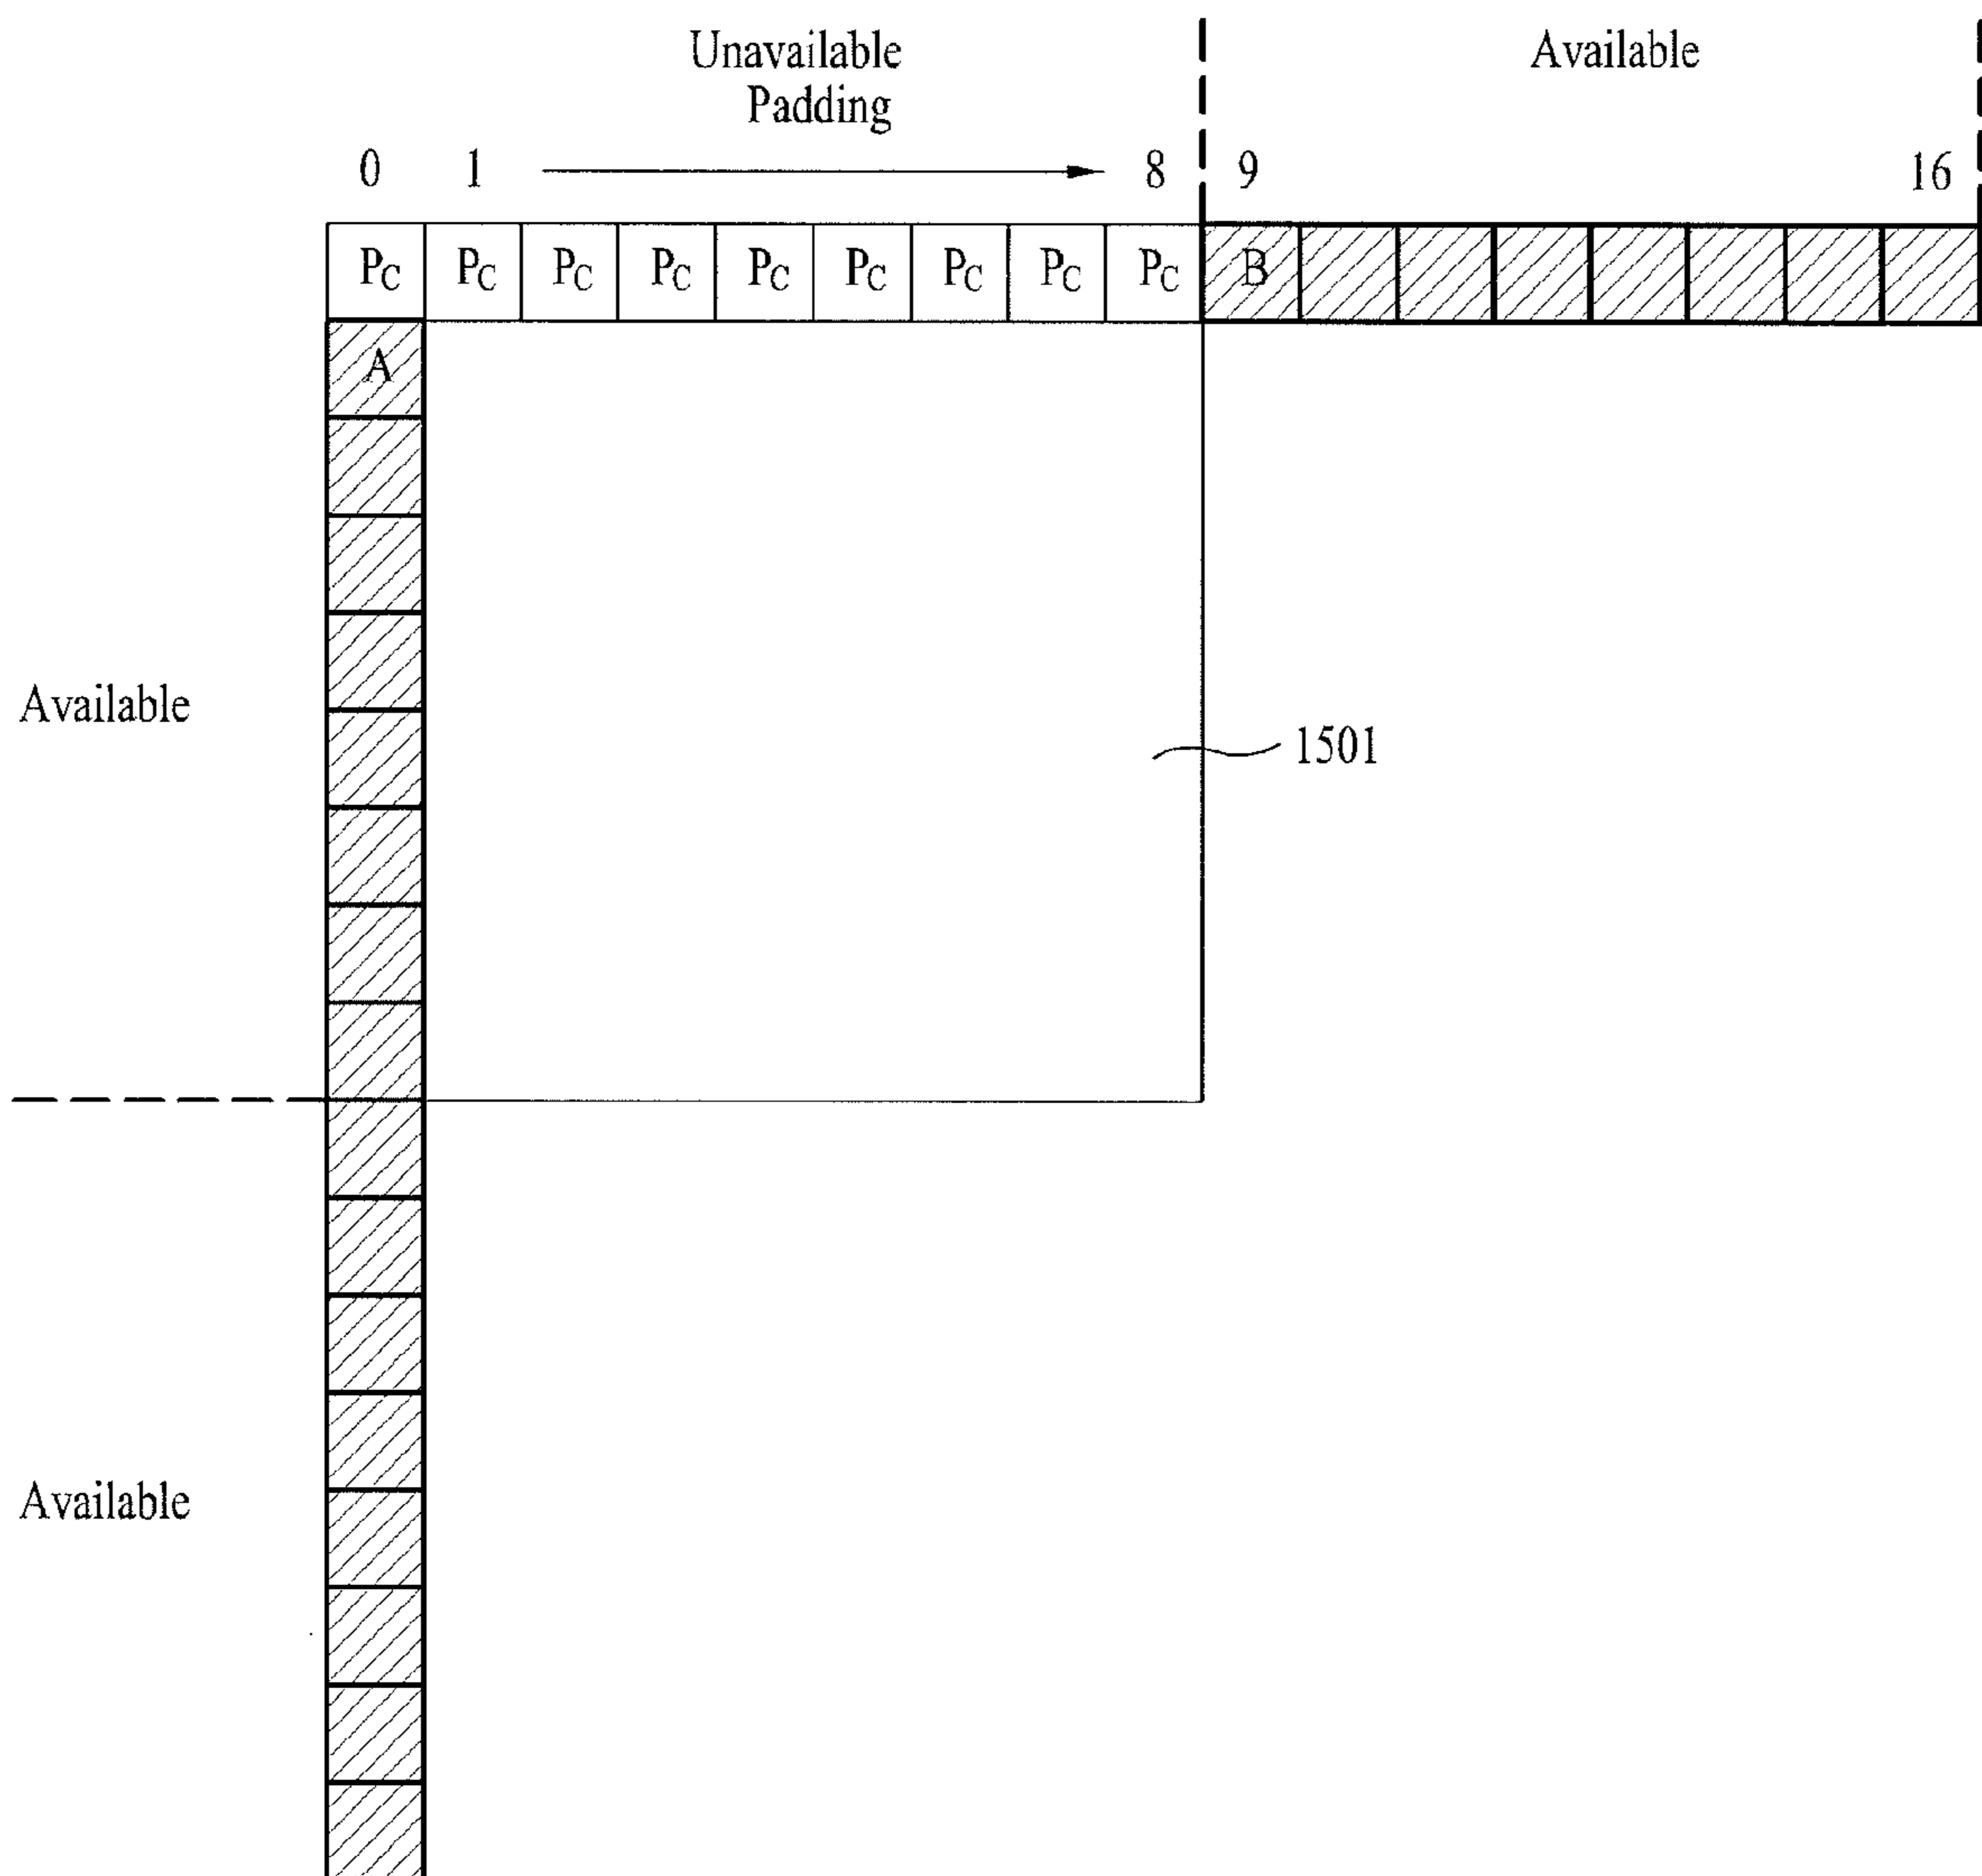 Unavailable Available
Padding
0 1 8 9 16
PC PC PC PC PC PC PC PC PC B
A
Available
1501
Available